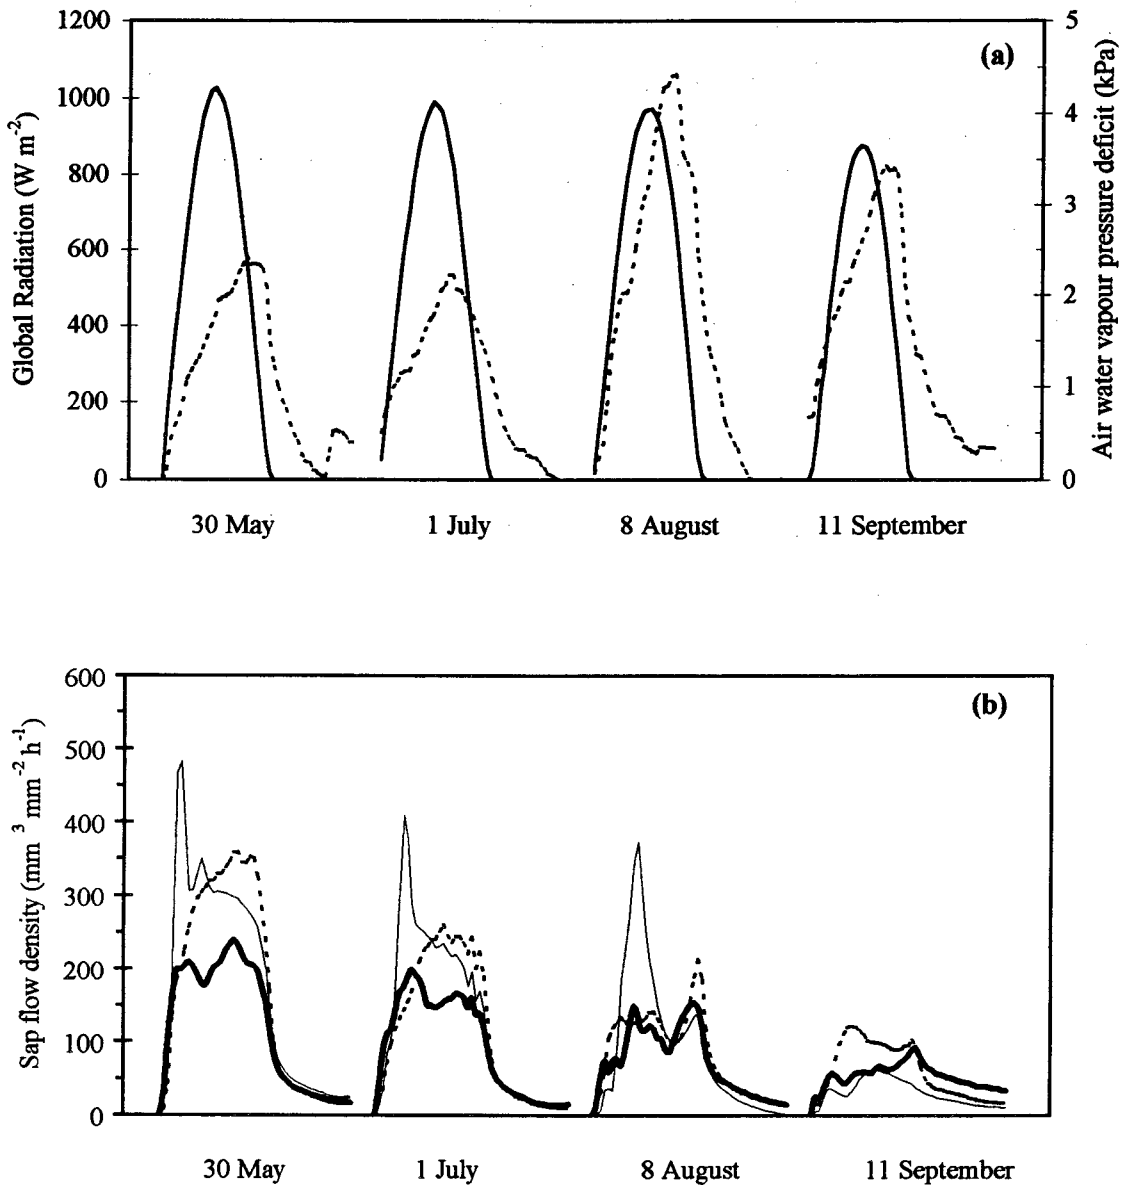 1200
1000
800
600
400
200
0
Global Radiation (W m-2)
5
4
3
2
1
0
Air water vapour pressure deficit (kPa)
(a)
30 May 1 July 8 August 11 September
600
500
400
300
200
100
0
Sap flow density (mm 3 mm-2 h-1)
(b)
30 May 1 July 8 August 11 September